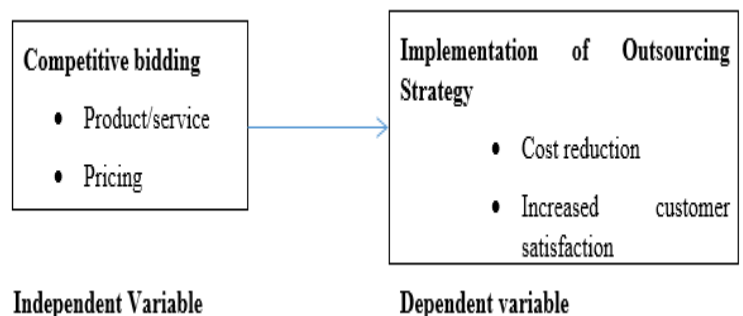 Competitive bidding
• Product/service
• Pricing
Implementation of Outsourcing
Strategy
• Cost reduction
• Increased customer
satisfaction
Independent Variable
Dependent variable